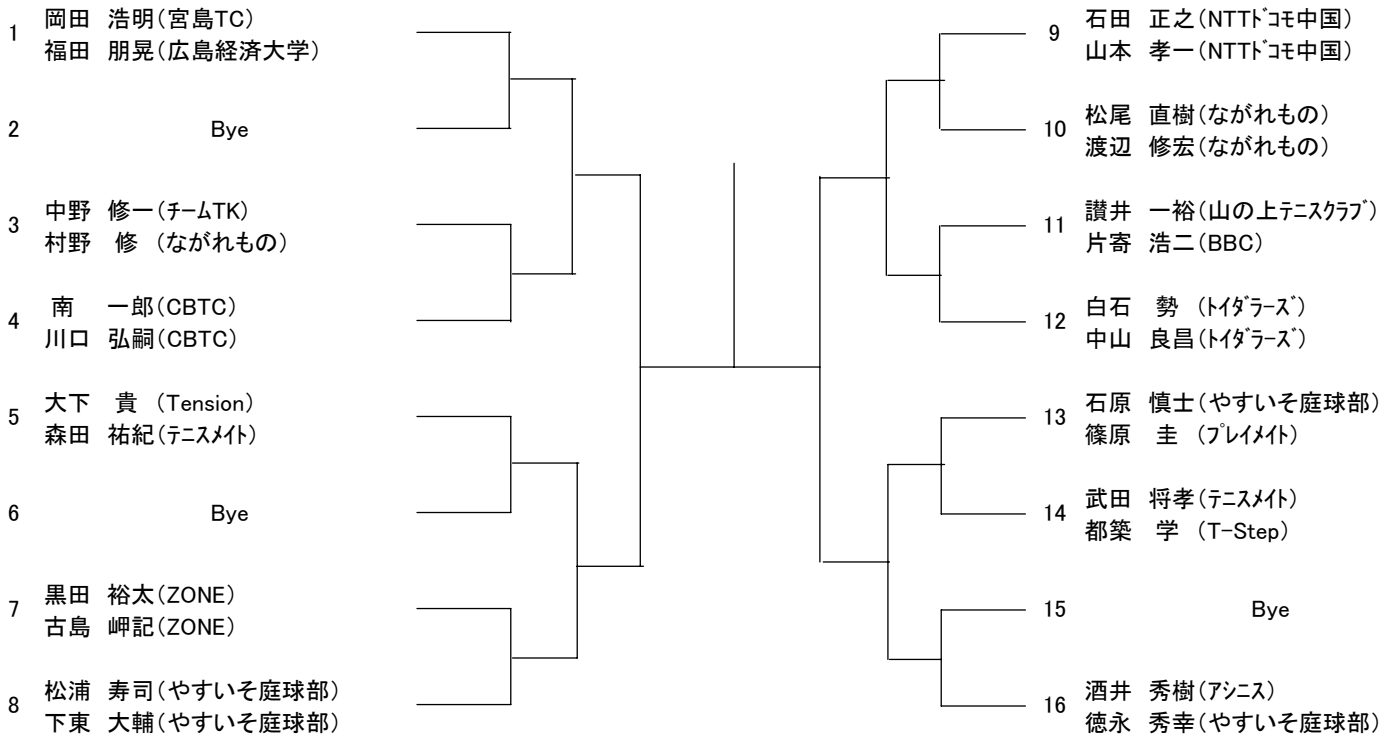 1
岡田 浩明(宮島TC)
福田 朋晃(広島経済大学)
2 Bye
3
中野 修一(ﾁｰﾑTK)
村野 修 (ながれもの)
4
南 一郎(CBTC)
川口 弘嗣(CBTC)
5
大下 貴 (Tension)
森田 祐紀(ﾃﾆｽﾒｲﾄ)
6 Bye
7
黒田 裕太(ZONE)
古島 岬記(ZONE)
8
松浦 寿司(やすいそ庭球部)
下東 大輔(やすいそ庭球部)
9
石田 正之(NTTﾄﾞｺﾓ中国)
山本 孝一(NTTﾄﾞｺﾓ中国)
10
松尾 直樹(ながれもの)
渡辺 修宏(ながれもの)
11
讃井 一裕(山の上ﾃﾆｽｸﾗﾌﾞ)
片寄 浩二(BBC)
12
白石 勢 (ﾄｲﾀﾞﾗｰｽﾞ)
中山 良昌(ﾄｲﾀﾞﾗｰｽﾞ)
13
石原 慎士(やすいそ庭球部)
篠原 圭 (ﾌﾟﾚｲﾒｲﾄ)
14
武田 将孝(ﾃﾆｽﾒｲﾄ)
都築 学 (T-Step)
15 Bye
16
酒井 秀樹(ｱｼﾆｽ)
徳永 秀幸(やすいそ庭球部)